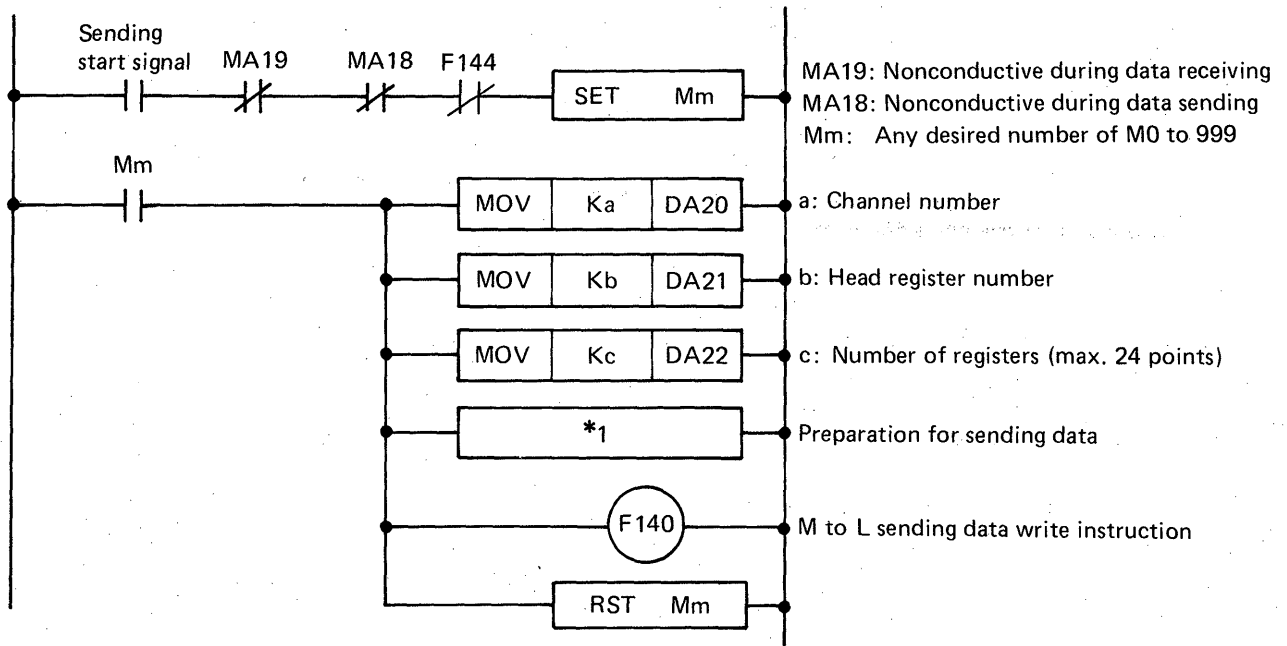 Sending
start signal MA19 MA18 F144
SET Mm
MA19: Nonconductive during data receiving
MA18: Nonconductive during data sending
Mm: Any desired number of M0 to 999
Mm
MOV Ka DA20 a: Channel number
MOV Kb DA21 b: Head register number
MOV Kc DA22 c: Number of registers (max. 24 points)
*1 Preparation for sending data
F140 M to L sending data write instruction
RST Mm